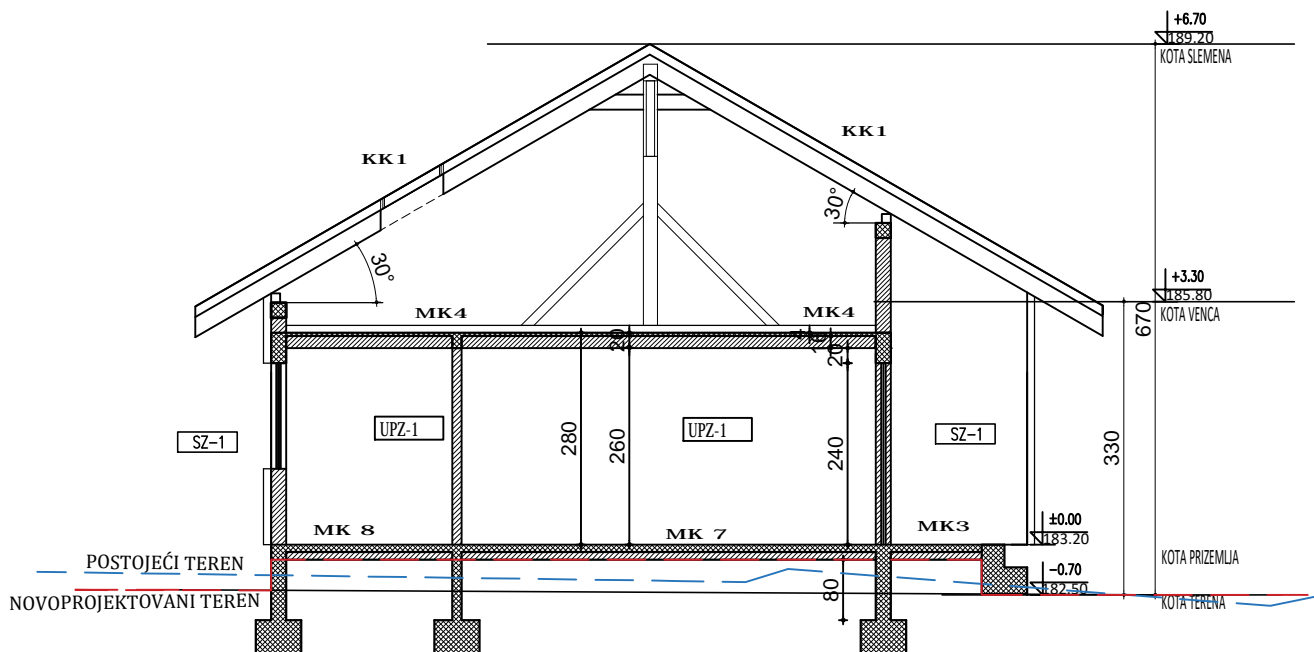 +6.70
189.20
KOTA SLEMENA
KK1
KK1
30°
30°
+3.30
185.80
KOTA VENCA
670
MK4
MK4
20
4
20
UPZ-1
UPZ-1
SZ-1
SZ-1
280
260
240
330
MK 8
MK 7
MK3
±0.00
183.20
KOTA PRIZEMLJA
POSTOJEĆI TEREN
-0.70
182.50
KOTA TERENA
NOVOPROJEKTOVANI TEREN
80